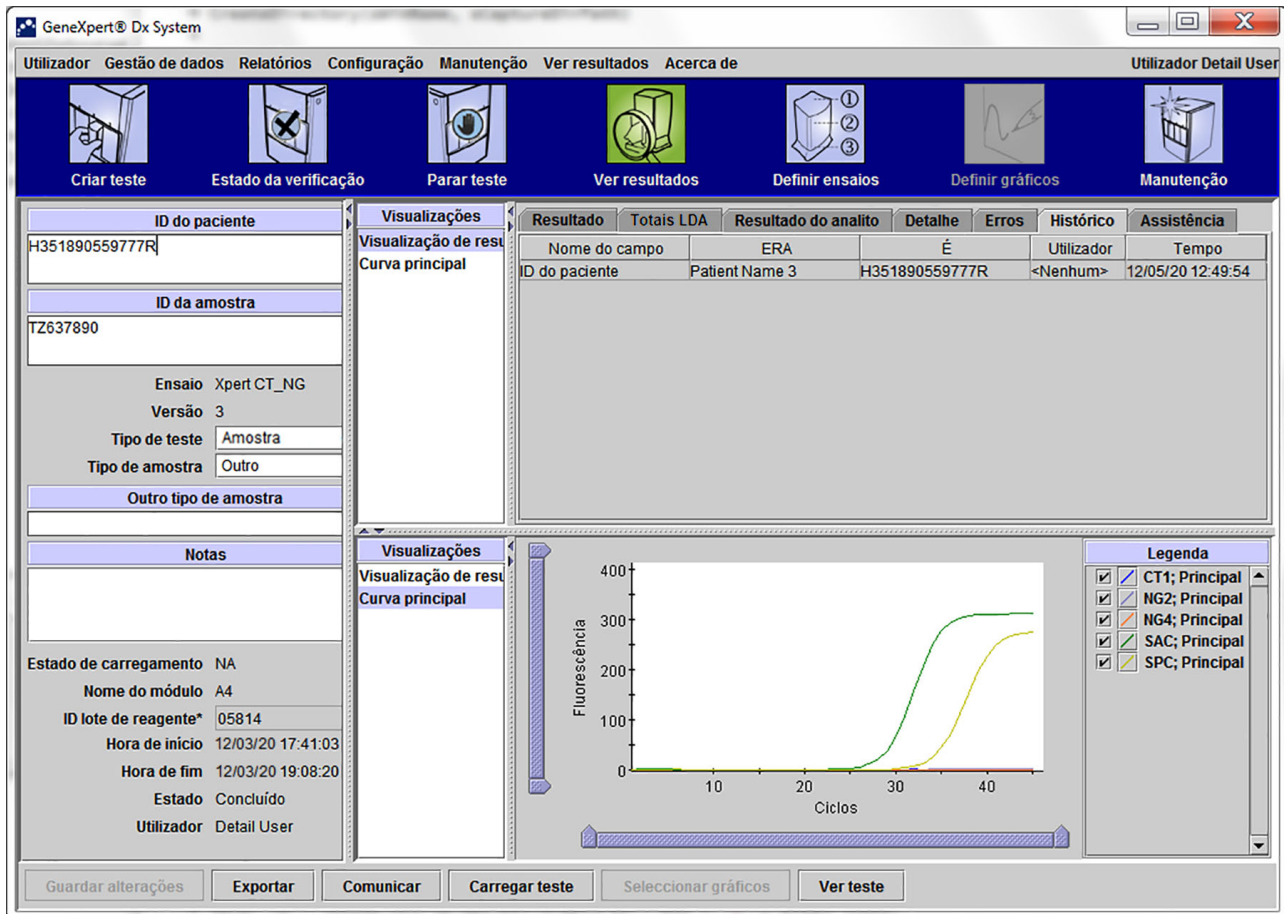 GeneXpert® Dx System
Utilizador Gestão de dados Relatórios Configuração Manutenção Ver resultados Acerca de Utilizador Detail User
① ② ③
Criar teste Estado da verificação Parar teste Ver resultados Definir ensaios Definir gráficos Manutenção
ID do paciente
H351890559777R
ID da amostra
TZ637890
Ensaio Xpert CT_NG
Versão 3
Tipo de teste Amostra
Tipo de amostra Outro
Outro tipo de amostra
Notas
Estado de carregamento NA
Nome do módulo A4
ID lote de reagente* 05814
Hora de início 12/03/20 17:41:03
Hora de fim 12/03/20 19:08:20
Estado Concluído
Utilizador Detail User
Visualizações
Visualização de resu
Curva principal
Resultado Totais LDA Resultado do analito Detalhe Erros Histórico Assistência
Nome do campo ERA É Utilizador Tempo
ID do paciente Patient Name 3 H351890559777R <Nenhum> 12/05/20 12:49:54
Visualizações
Visualização de resu
Curva principal
Fluorescência
400
300
200
100
0
10 20 30 40
Ciclos
Legenda
CT1; Principal
NG2; Principal
NG4; Principal
SAC; Principal
SPC; Principal
Guardar alterações Exportar Comunicar Carregar teste Seleccionar gráficos Ver teste